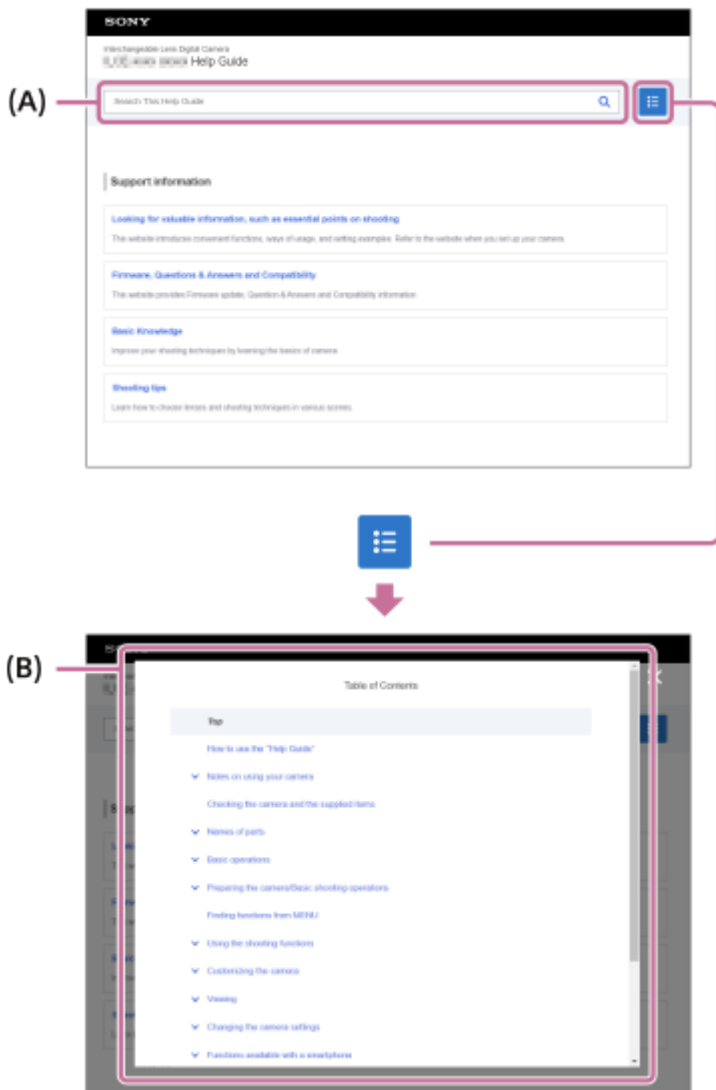 SONY
Interchangeable Lens Digital Camera
Help Guide
(A)
Search This Help Guide
Support information
Looking for valuable information, such as essential points on shooting
This website introduces convenient functions, ways of usage, and setting examples. Refer to the website when you set up your camera.
Firmware, Questions & Answers and Compatibility
This website provides Firmware update, Question & Answers and Compatibility information
Basic Knowledge
Improve your shooting techniques by learning the basics of camera.
Shooting tips
Learn how to choose lenses and shooting techniques in various scenes.
(B)
Table of Contents
Top
How to use the "Help Guide"
Notes on using your camera
Checking the camera and the supplied items
Names of parts
Basic operations
Preparing the camera/Basic shooting operations
Finding functions from MENU
Using the shooting functions
Customizing the camera
Viewing
Changing the camera settings
Functions available with a smartphone